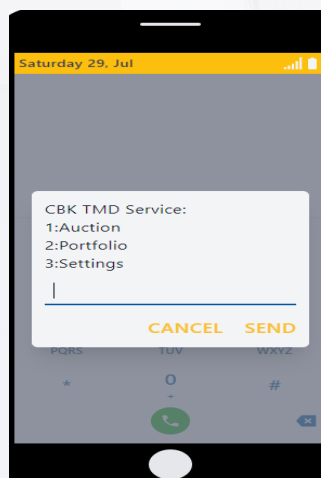 Saturday 29, Jul
CBK TMD Service:
1:Auction
2:Portfolio
3:Settings
CANCEL SEND
PQRS TUV WXYZ
* 0 #
+